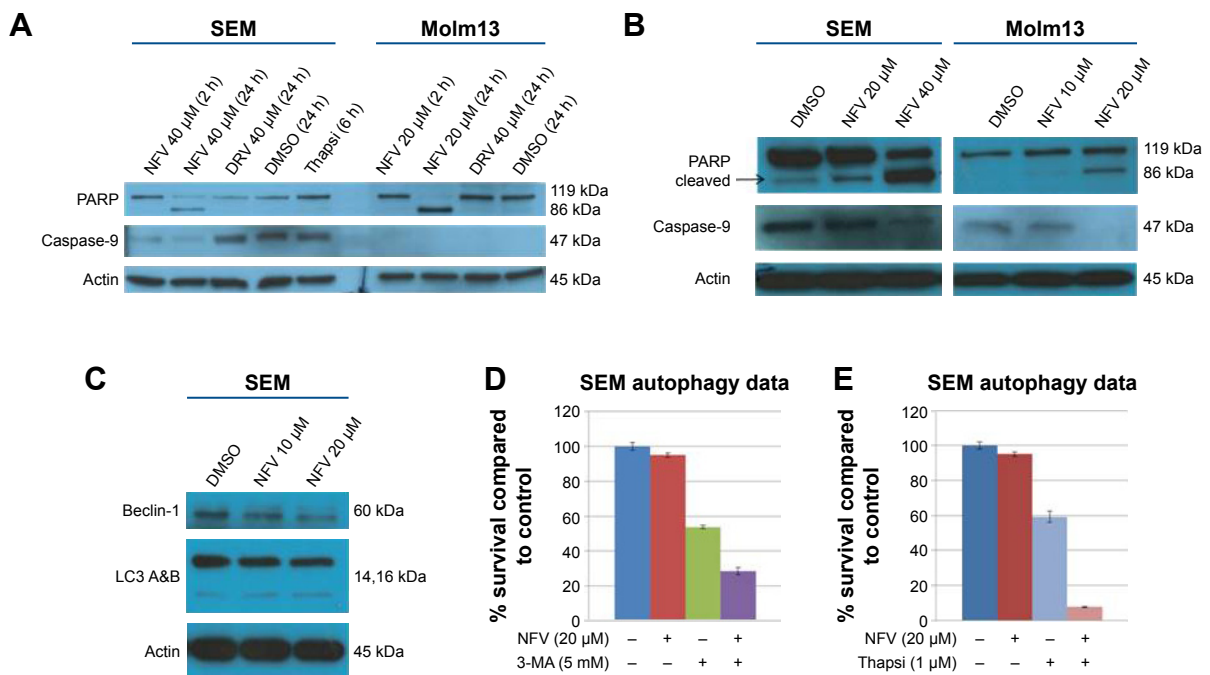 A
SEM
Molm13
NFV 40 µM (2 h)
NFV 40 µM (24 h)
DRV 40 µM (24 h)
DMSO (24 h)
Thapsi (6 h)
NFV 20 µM (2 h)
NFV 20 µM (24 h)
DRV 40 µM (24 h)
DMSO (24 h)
PARP
119 kDa
86 kDa
Caspase-9
47 kDa
Actin
45 kDa
B
SEM
Molm13
DMSO
NFV 20 µM
NFV 40 µM
DMSO
NFV 10 µM
NFV 20 µM
PARP
cleaved
119 kDa
86 kDa
Caspase-9
47 kDa
Actin
45 kDa
C
SEM
DMSO
NFV 10 µM
NFV 20 µM
Beclin-1
60 kDa
LC3 A&B
14,16 kDa
Actin
45 kDa
D
SEM autophagy data
% survival compared
to control
120
100
80
60
40
20
0
NFV (20 µM) – + – +
3-MA (5 mM) – – + +
E
SEM autophagy data
% survival compared
to control
120
100
80
60
40
20
0
NFV (20 µM) – + – +
Thapsi (1 µM) – – + +